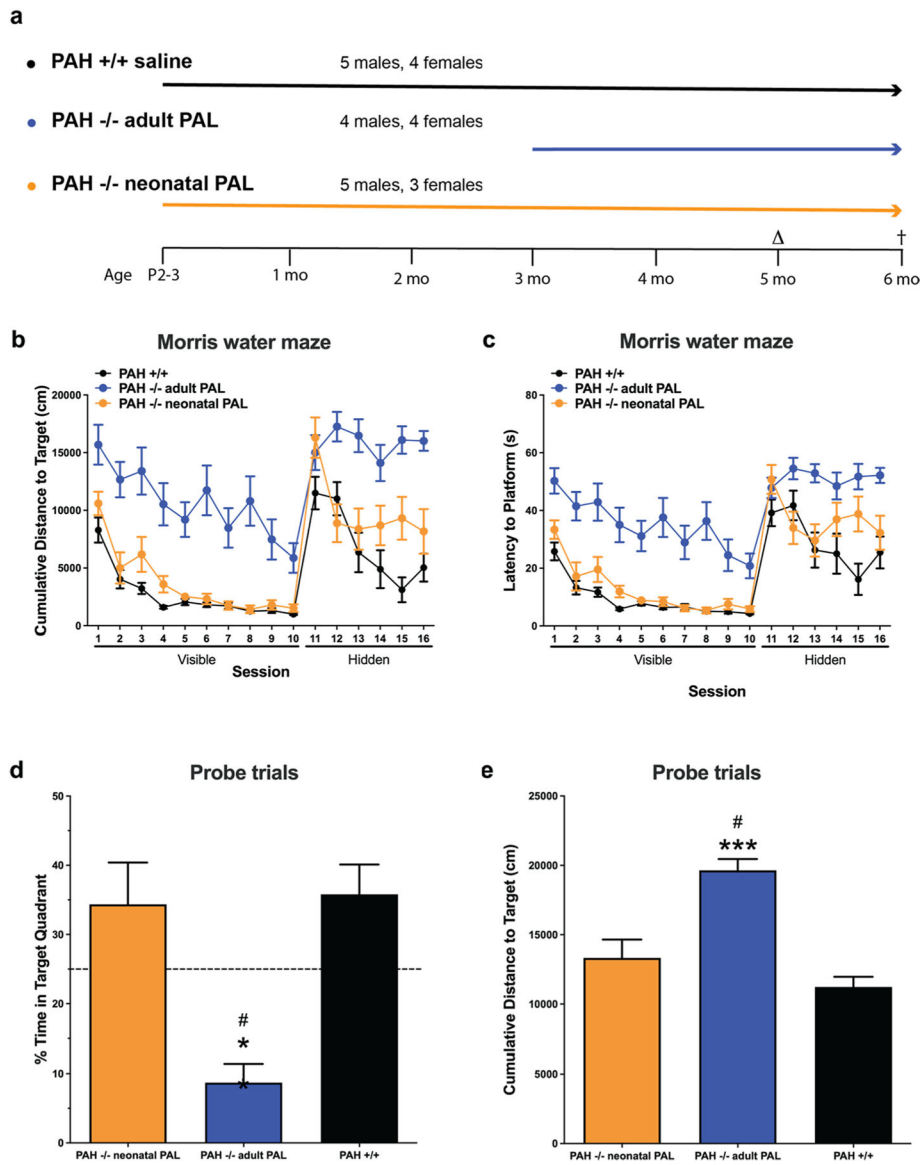 a
PAH +/+ saline 5 males, 4 females
PAH -/- adult PAL 4 males, 4 females
PAH -/- neonatal PAL 5 males, 3 females
Δ †
Age P2-3 1 mo 2 mo 3 mo 4 mo 5 mo 6 mo
b Morris water maze
PAH +/+
PAH -/- adult PAL
PAH -/- neonatal PAL
Cumulative Distance to Target (cm)
20000
15000
10000
5000
0
1 2 3 4 5 6 7 8 9 10 11 12 13 14 15 16
Visible Hidden
Session
c Morris water maze
PAH +/+
PAH -/- adult PAL
PAH -/- neonatal PAL
Latency to Platform (s)
80
60
40
20
0
1 2 3 4 5 6 7 8 9 10 11 12 13 14 15 16
Visible Hidden
Session
d Probe trials
% Time in Target Quadrant
50
40
30
20
10
0
#
*
*
PAH -/- neonatal PAL PAH -/- adult PAL PAH +/+
e Probe trials
Cumulative Distance to Target (cm)
25000
20000
15000
10000
5000
0
#
***
PAH -/- neonatal PAL PAH -/- adult PAL PAH +/+